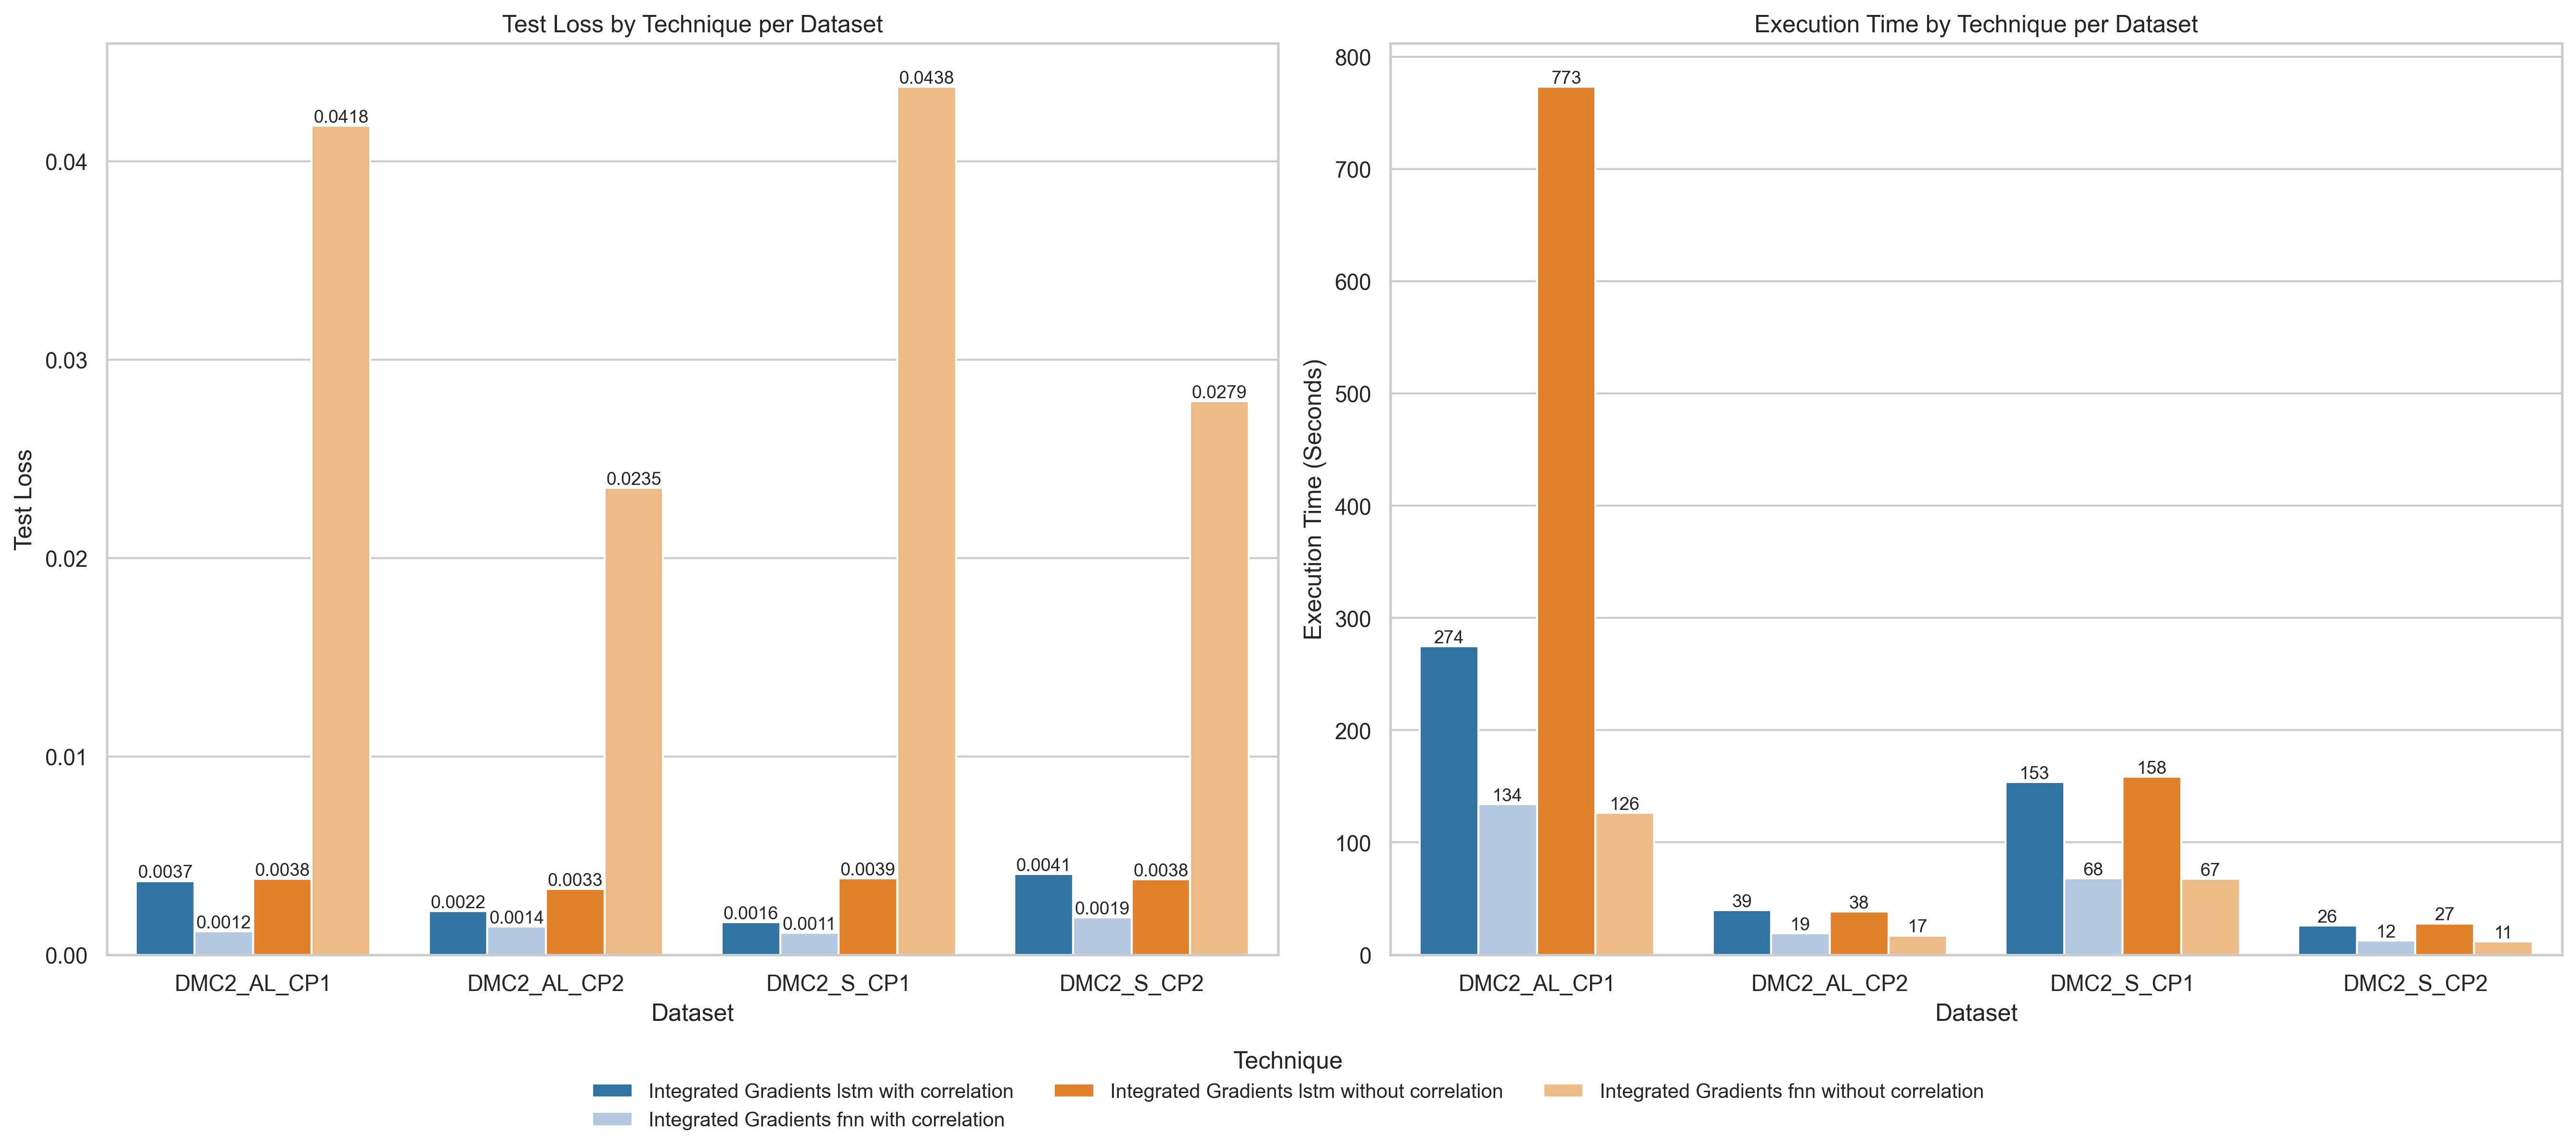 Test Loss by Technique per Dataset
Test Loss
0.04
0.03
0.02
0.01
0.00
0.0037
0.0012
0.0038
0.0418
0.0022
0.0014
0.0033
0.0235
0.0016
0.0011
0.0039
0.0438
0.0041
0.0019
0.0038
0.0279
DMC2_AL_CP1
DMC2_AL_CP2
DMC2_S_CP1
DMC2_S_CP2
Dataset
Execution Time by Technique per Dataset
Execution Time (Seconds)
800
700
600
500
400
300
200
100
0
274
134
773
126
39
19
38
17
153
68
158
67
26
12
27
11
DMC2_AL_CP1
DMC2_AL_CP2
DMC2_S_CP1
DMC2_S_CP2
Dataset
Technique
Integrated Gradients lstm with correlation
Integrated Gradients fnn with correlation
Integrated Gradients lstm without correlation
Integrated Gradients fnn without correlation